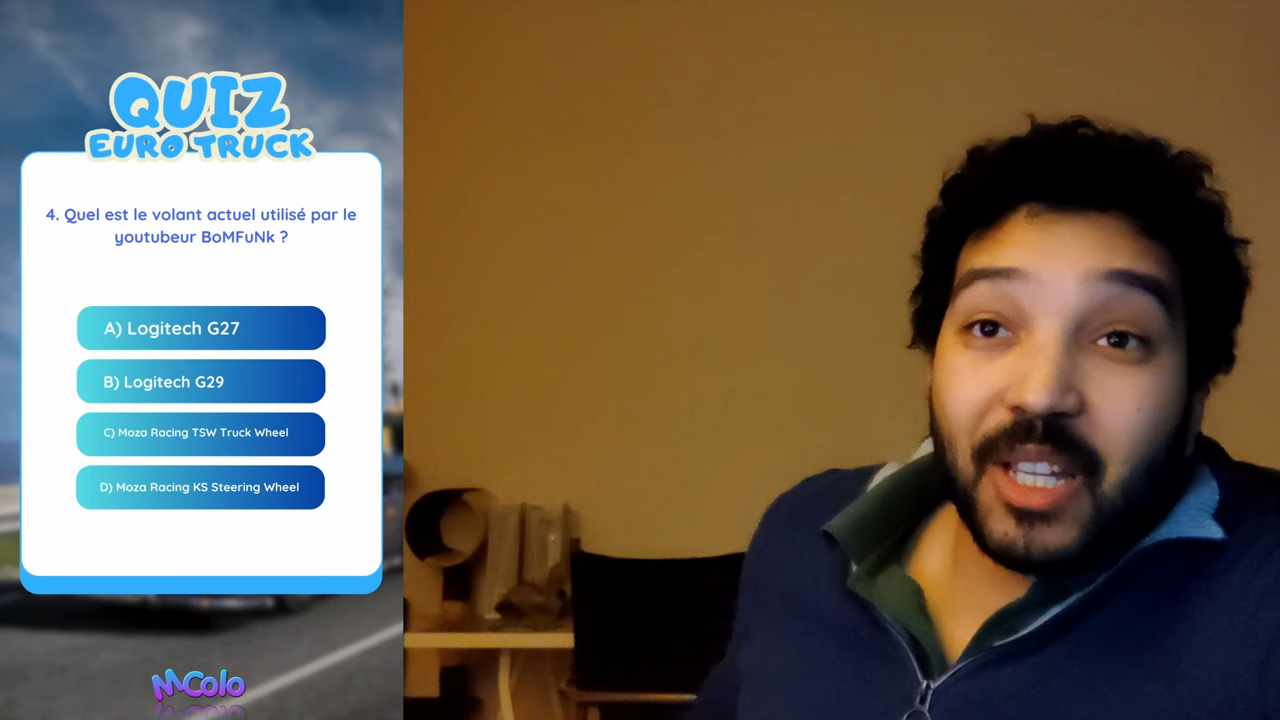 QUIZ
EURO TRUCK
4. Quel est le volant actuel utilisé par le
youtubeur BoMFuNk ?
A) Logitech G27
B) Logitech G29
C) Moza Racing TSW Truck Wheel
D) Moza Racing KS Steering Wheel
MColo